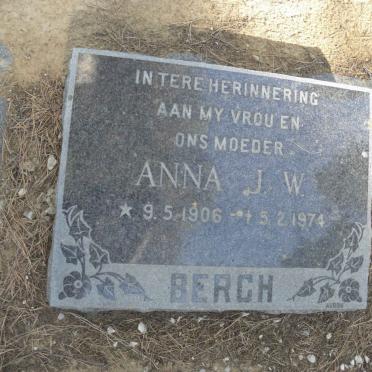 IN TERE HERINNERING
AAN MY VROU EN
ONS MOEDER
ANNA J. W.
★ 9.5.1906 - † 5.2.1974
BERGH